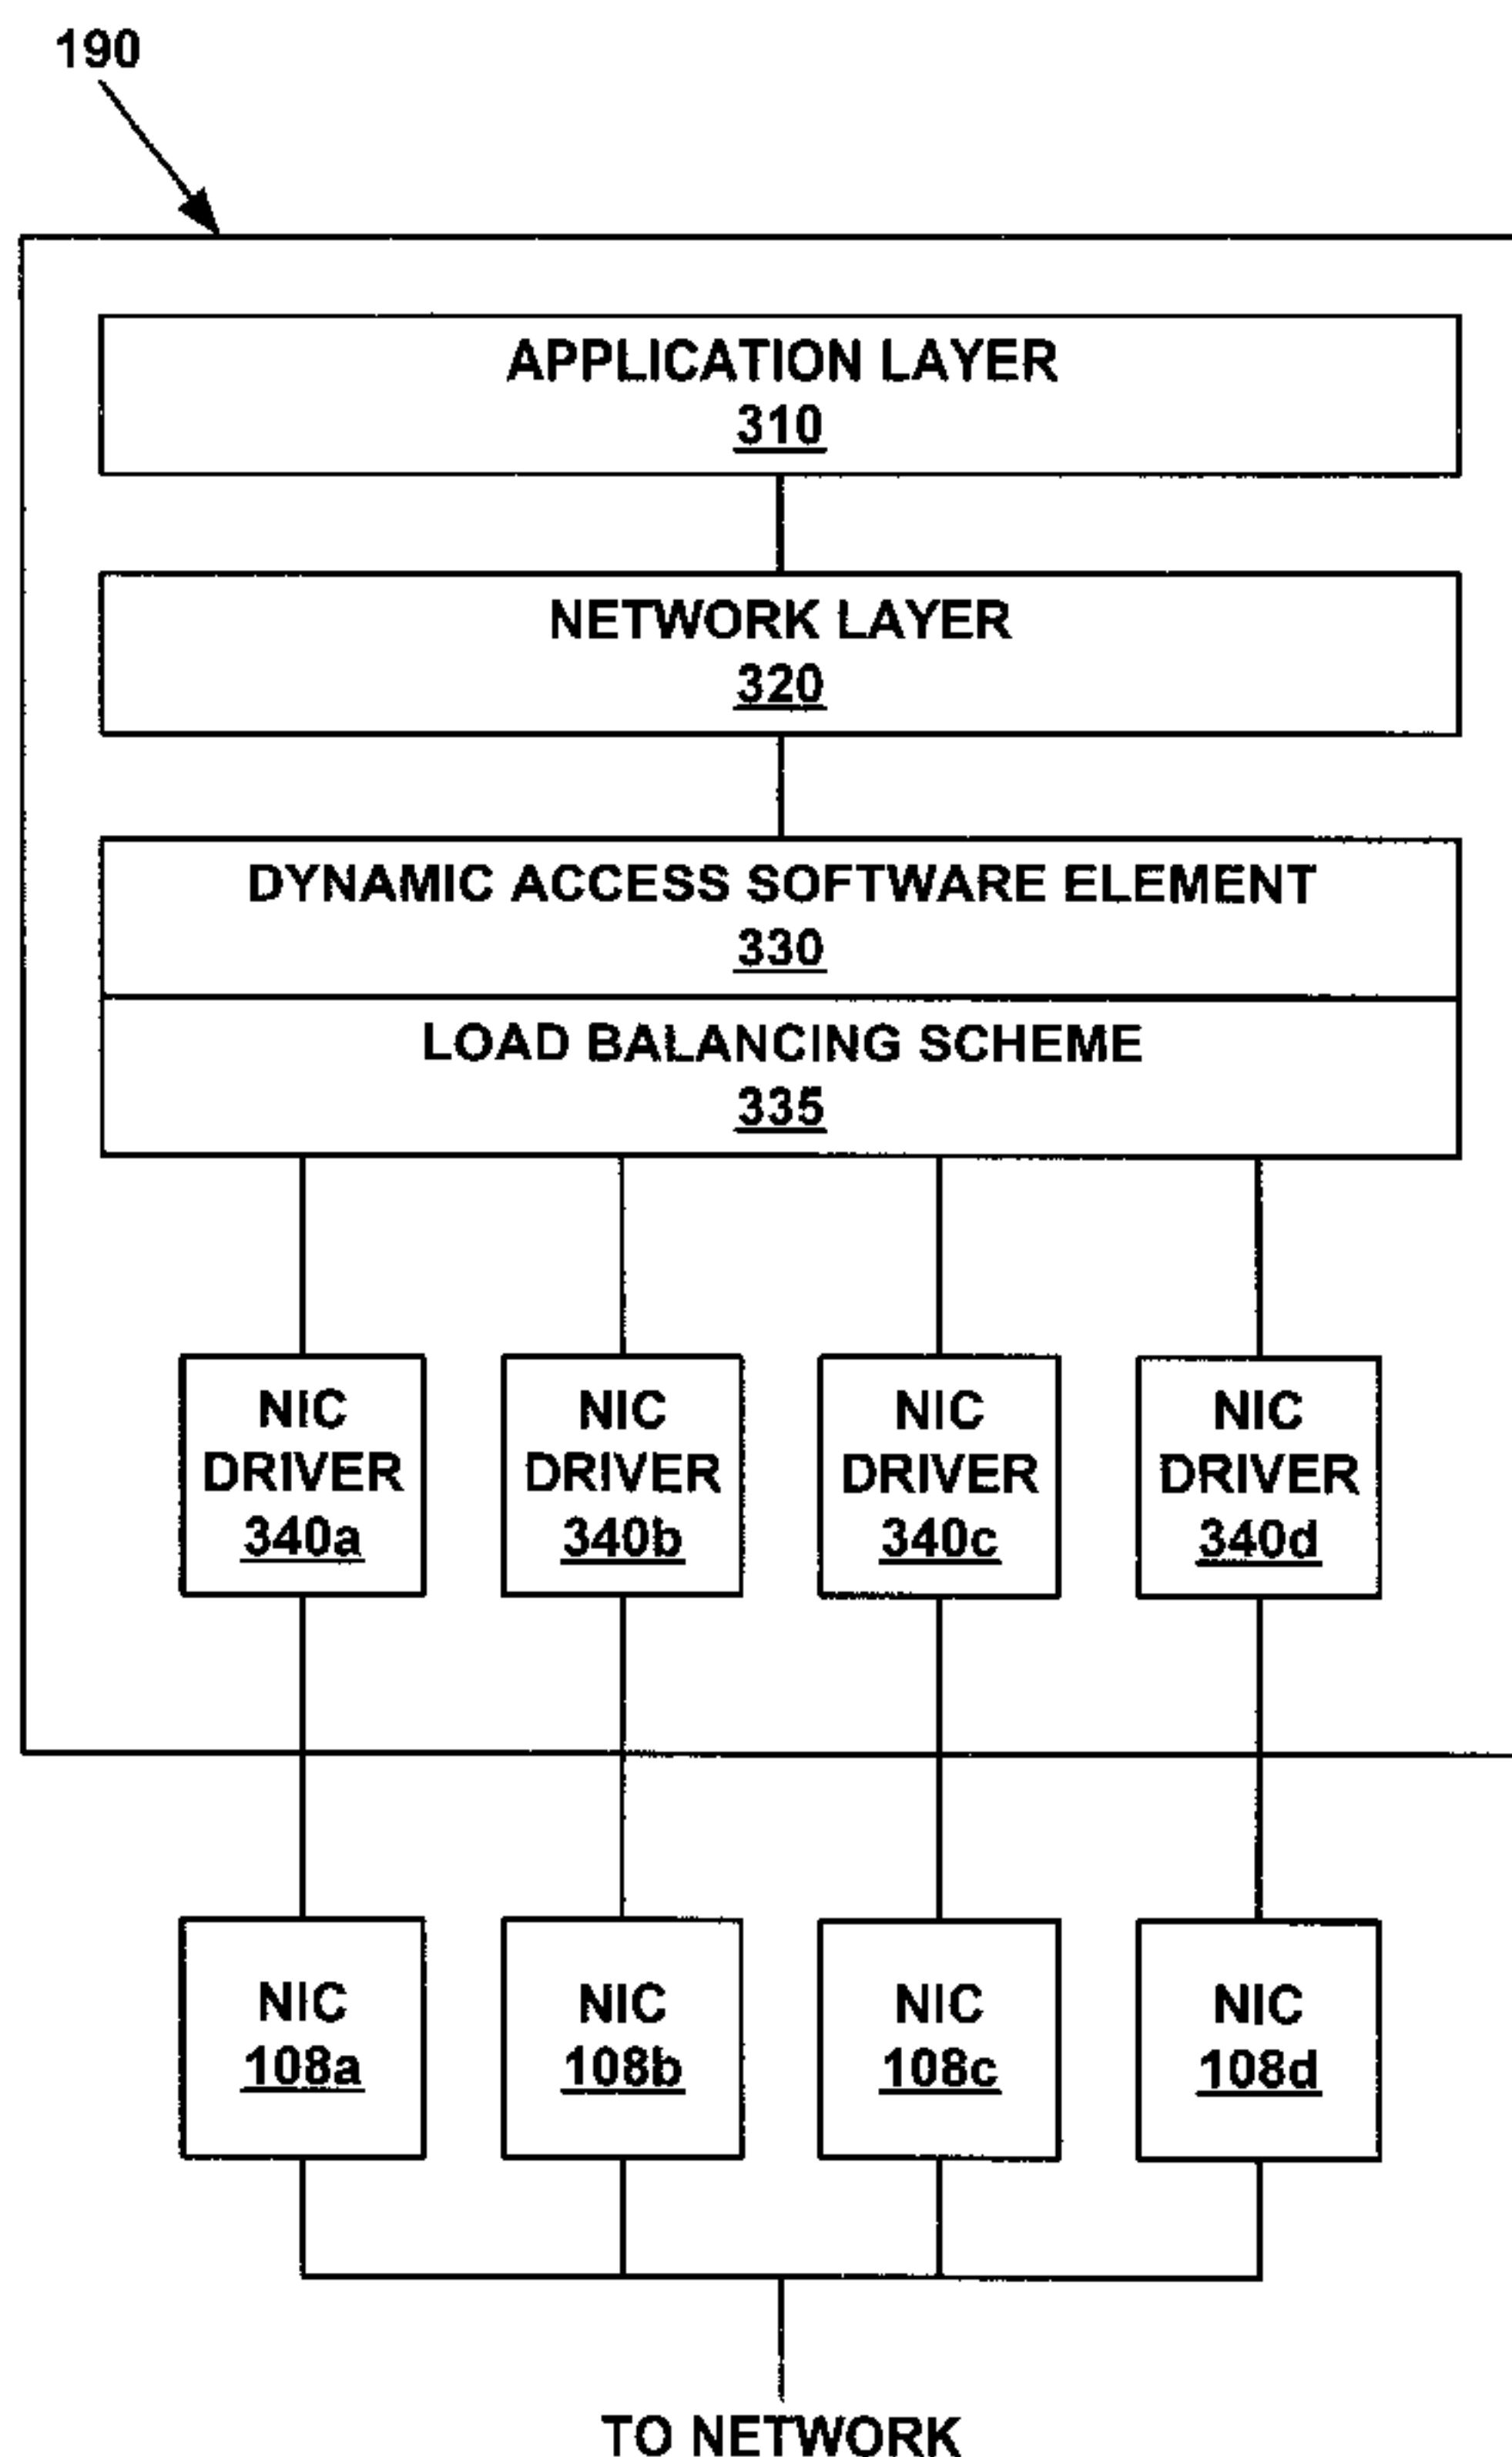 190
APPLICATION LAYER
310
NETWORK LAYER
320
DYNAMIC ACCESS SOFTWARE ELEMENT
330
LOAD BALANCING SCHEME
335
NIC
DRIVER
340a
NIC
DRIVER
340b
NIC
DRIVER
340c
NIC
DRIVER
340d
NIC
108a
NIC
108b
NIC
108c
NIC
108d
TO NETWORK